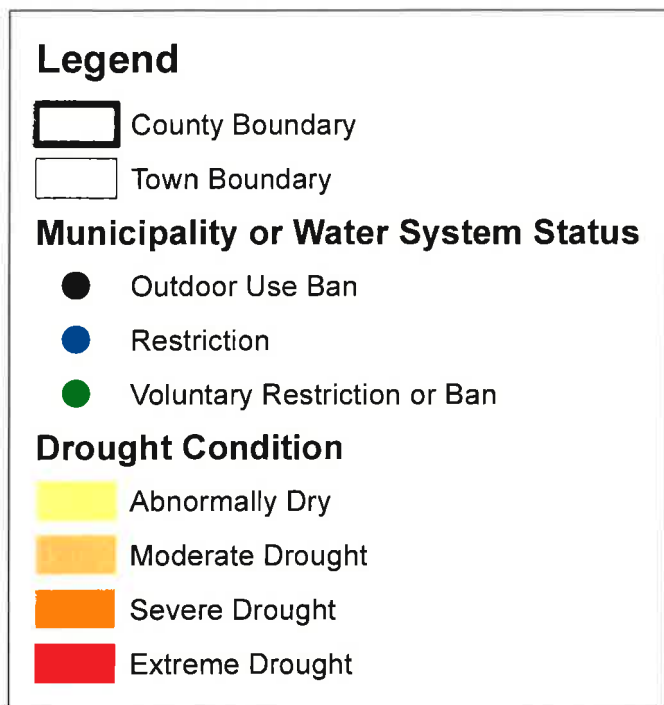 Legend
County Boundary
Town Boundary
Municipality or Water System Status
Outdoor Use Ban
Restriction
Voluntary Restriction or Ban
Drought Condition
Abnormally Dry
Moderate Drought
Severe Drought
Extreme Drought